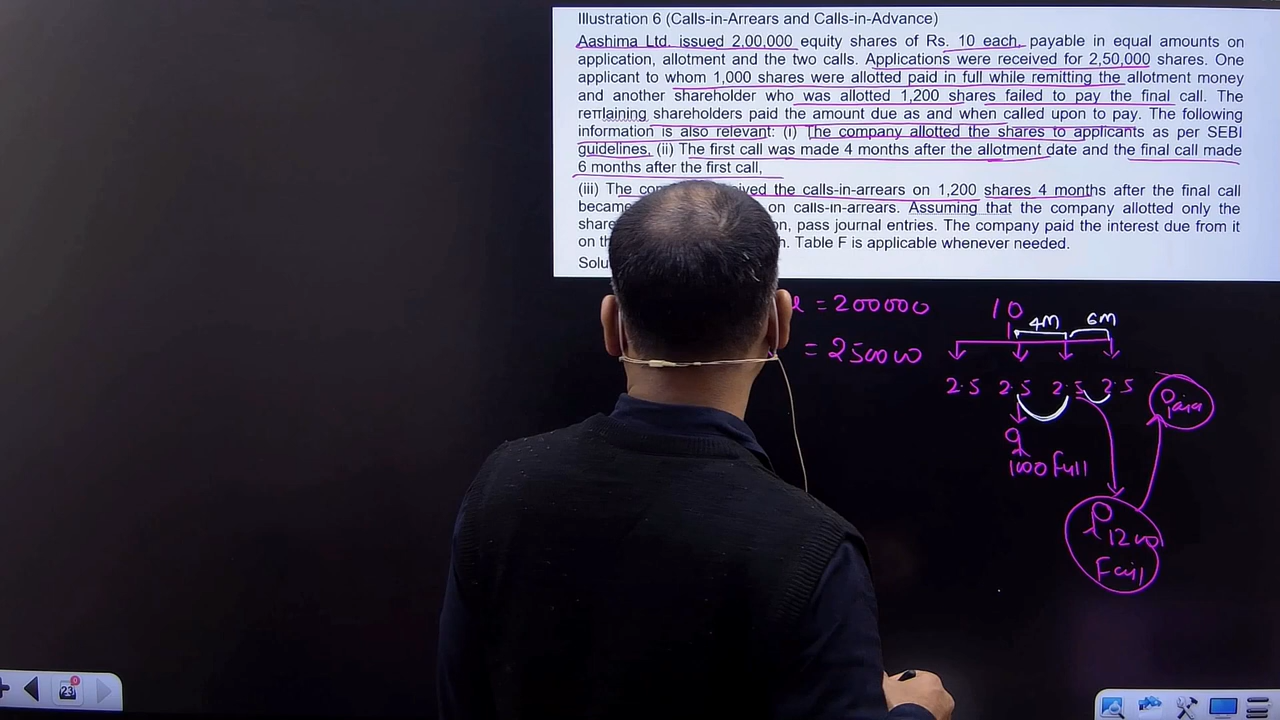 Illustration 6 (Calls-in-Arrears and Calls-in-Advance)
Aashima Ltd. issued 2,00,000 equity shares of Rs. 10 each, payable in equal amounts on
application, allotment and the two calls. Applications were received for 2,50,000 shares. One
applicant to whom 1,000 shares were allotted paid in full while remitting the allotment money
and another shareholder who was allotted 1,200 shares failed to pay the final call. The
remlaining shareholders paid the amount due as and when called upon to pay. The following
information is also relevant: (i) The company allotted the shares to applicants as per SEBI
guidelines, (ii) The first call was made 4 months after the allotment date and the final call made
6 months after the first call,
(iii) The ived the calls-in-arrears on 1,200 shares 4 months after the final call
became on calls-in-arrears. Assuming that the company allotted only the
share pass journal entries. The company paid the interest due from it
on Table F is applicable whenever needed.
Solu
= 200000
= 250000
10
4M 6M
2.5 2.5 2.5 2.5
1000 Full
Paid
1200
Fail
23
0